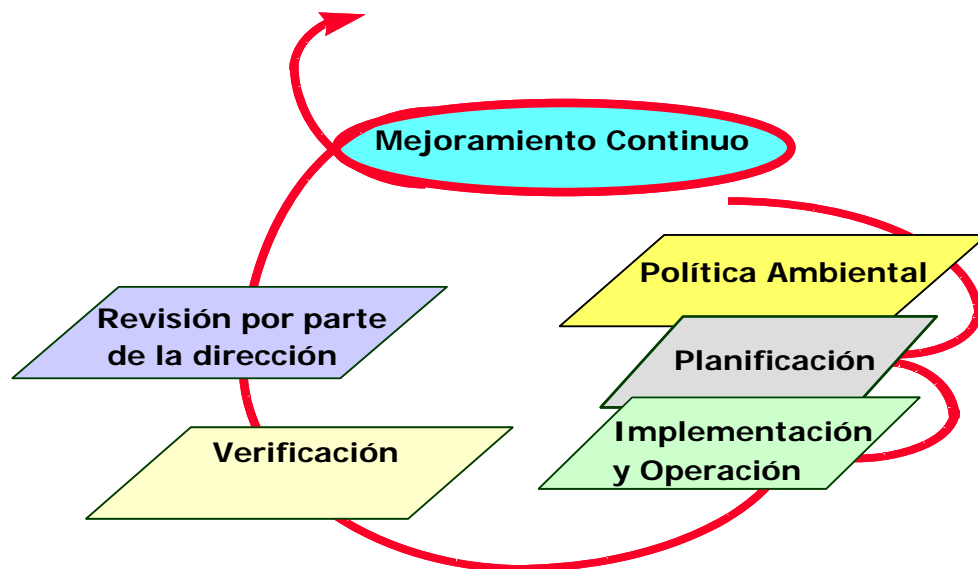 Mejoramiento Continuo
Política Ambiental
Planificación
Implementación
y Operación
Verificación
Revisión por parte
de la dirección